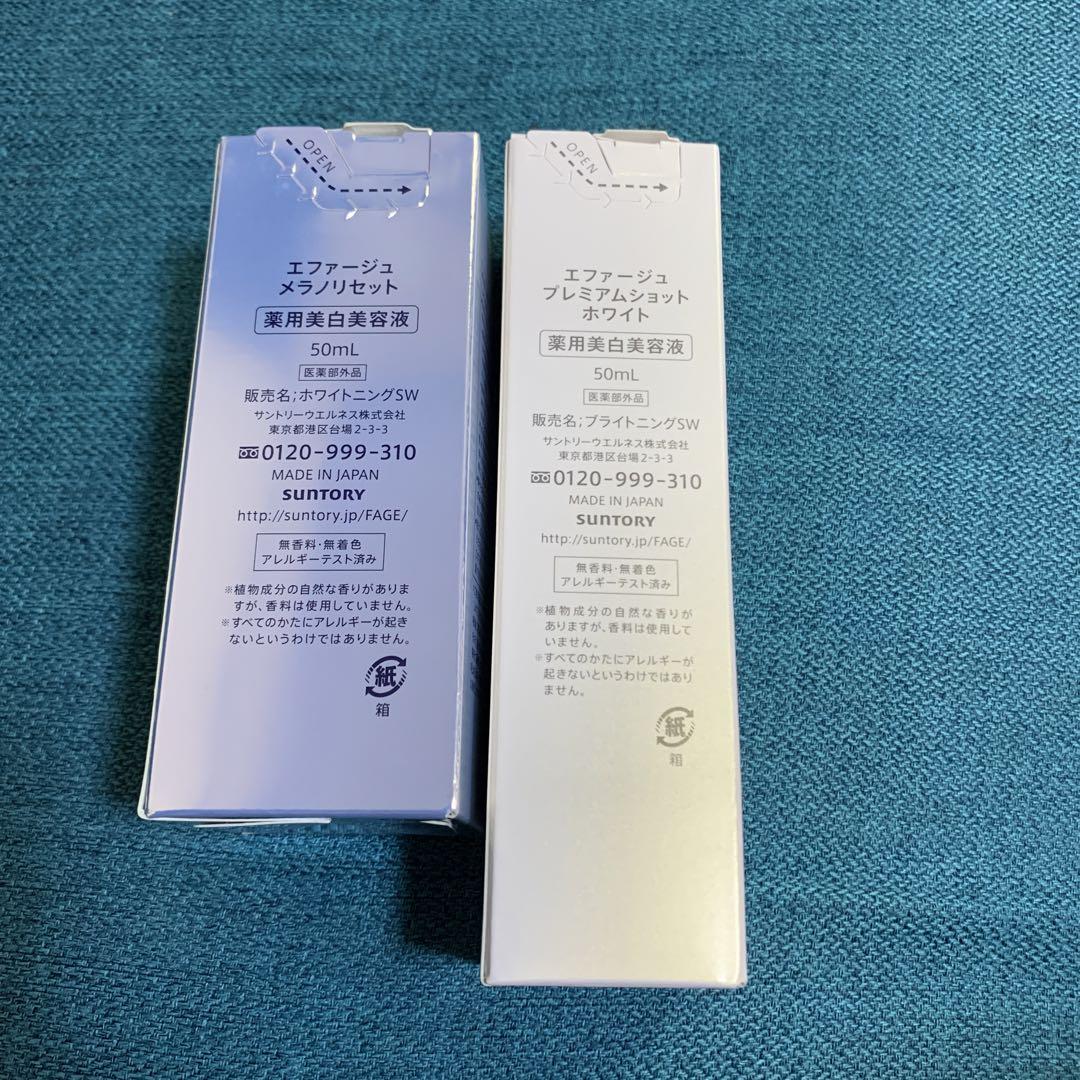 OPEN
エファージュ
メラノリセット
薬用美白美容液
50mL
医薬部外品
販売名;ホワイトニングSW
サントリーウエルネス株式会社
東京都港区台場2-3-3
0120-999-310
MADE IN JAPAN
SUNTORY
http://suntory.jp/FAGE/
無香料・無着色
アレルギーテスト済み
※植物成分の自然な香りがありま
すが、香料は使用していません。
※すべてのかたにアレルギーが起き
ないというわけではありません。
紙
箱
OPEN
エファージュ
プレミアムショット
ホワイト
薬用美白美容液
50mL
医薬部外品
販売名;ブライトニングSW
サントリーウエルネス株式会社
東京都港区台場2-3-3
0120-999-310
MADE IN JAPAN
SUNTORY
http://suntory.jp/FAGE/
無香料・無着色
アレルギーテスト済み
※植物成分の自然な香りが
ありますが、香料は使用して
いません。
※すべてのかたにアレルギーが
起きないというわけではあり
ません。
紙
箱